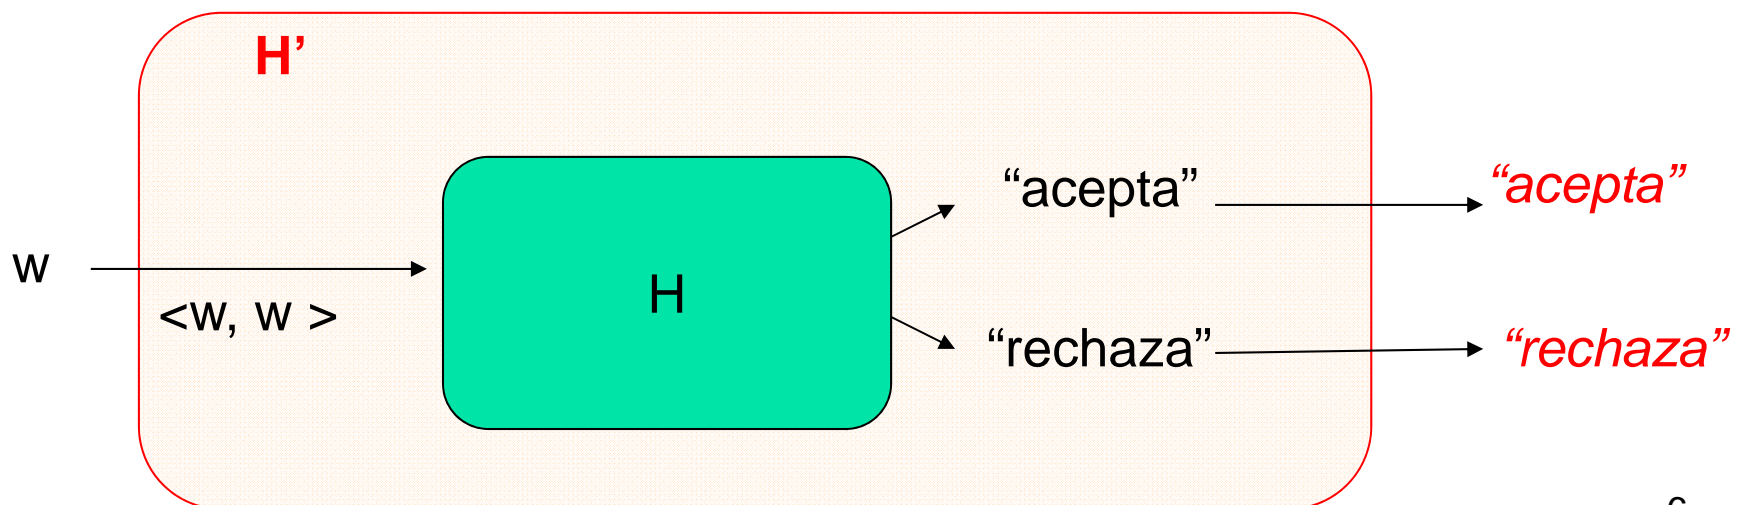 H’
“acepta”
“acepta”
w
<w, w >
H
“rechaza”
“rechaza”